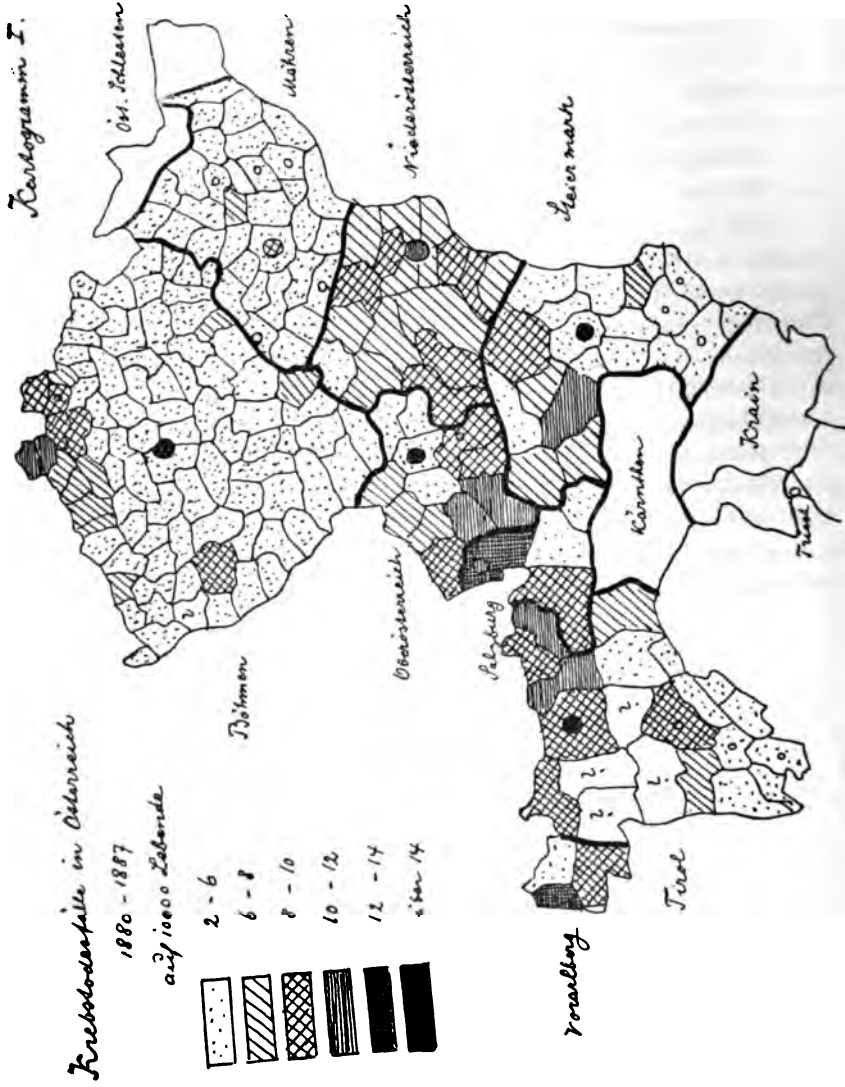 Kartogramm I.
Krebstodesfälle in Österreich
1880-1887
auf 10000 Lebende
2 - 6
6 - 8
8 - 10
10 - 12
12 - 14
über 14
Öst. Schlesien
Mähren
Böhmen
Niederösterreich
Oberösterreich
Salzburg
Steiermark
Kärnthen
Krain
Triest
Tirol
Vorarlberg